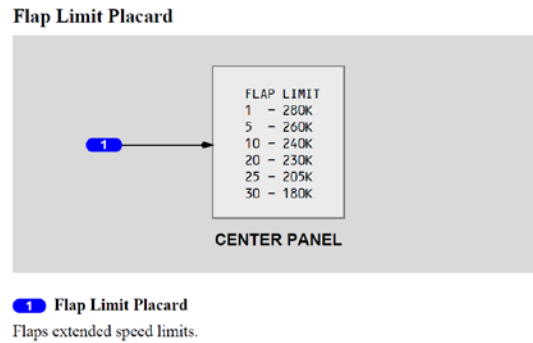 Flap Limit Placard
FLAP LIMIT
1 - 280K
5 - 260K
10 - 240K
20 - 230K
25 - 205K
30 - 180K
1
CENTER PANEL
1 Flap Limit Placard
Flaps extended speed limits.